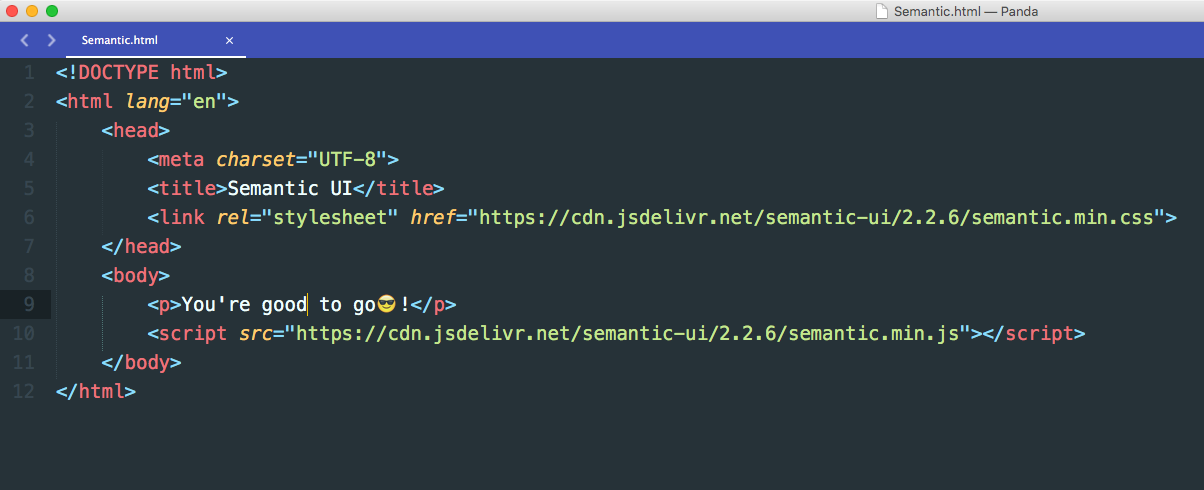 Semantic.html — Panda
Semantic.html ×
1 <!DOCTYPE html>
2 <html lang="en">
3     <head>
4         <meta charset="UTF-8">
5         <title>Semantic UI</title>
6         <link rel="stylesheet" href="https://cdn.jsdelivr.net/semantic-ui/2.2.6/semantic.min.css">
7     </head>
8     <body>
9         <p>You're good to go😎!</p>
10         <script src="https://cdn.jsdelivr.net/semantic-ui/2.2.6/semantic.min.js"></script>
11     </body>
12 </html>